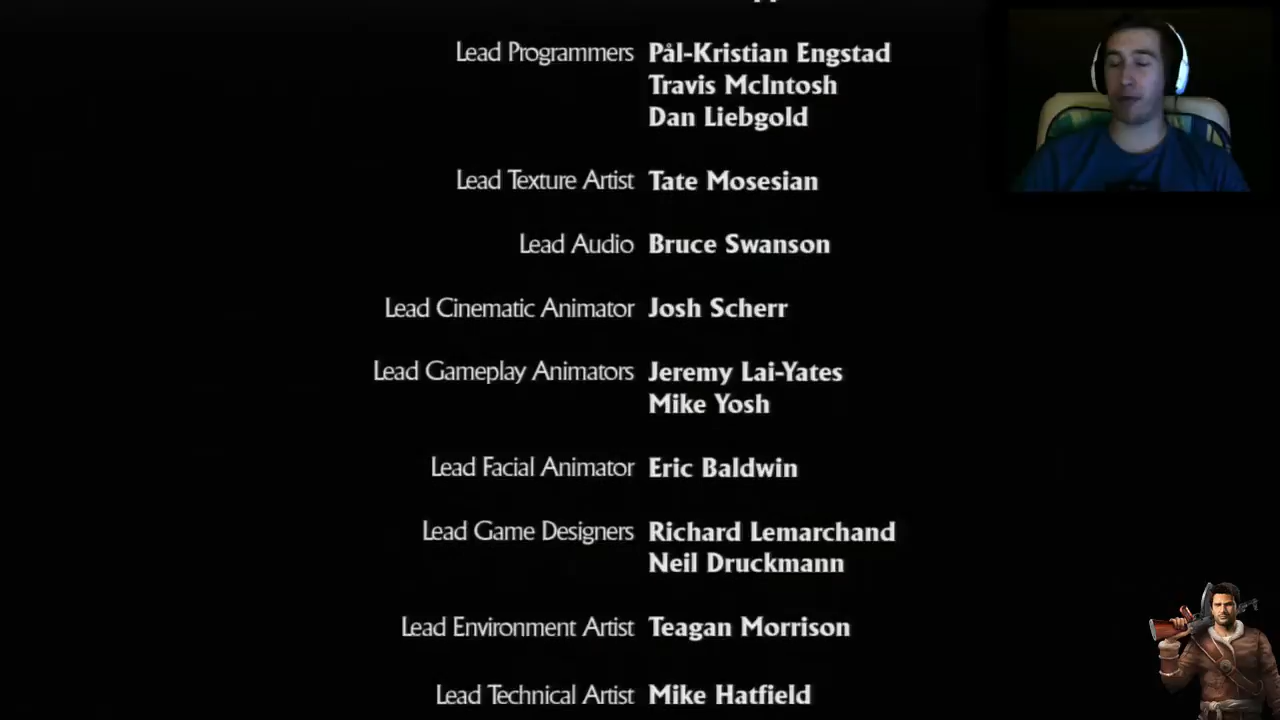 Lead Programmers Pål-Kristian Engstad
Travis McIntosh
Dan Liebgold
Lead Texture Artist Tate Mosesian
Lead Audio Bruce Swanson
Lead Cinematic Animator Josh Scherr
Lead Gameplay Animators Jeremy Lai-Yates
Mike Yosh
Lead Facial Animator Eric Baldwin
Lead Game Designers Richard Lemarchand
Neil Druckmann
Lead Environment Artist Teagan Morrison
Lead Technical Artist Mike Hatfield